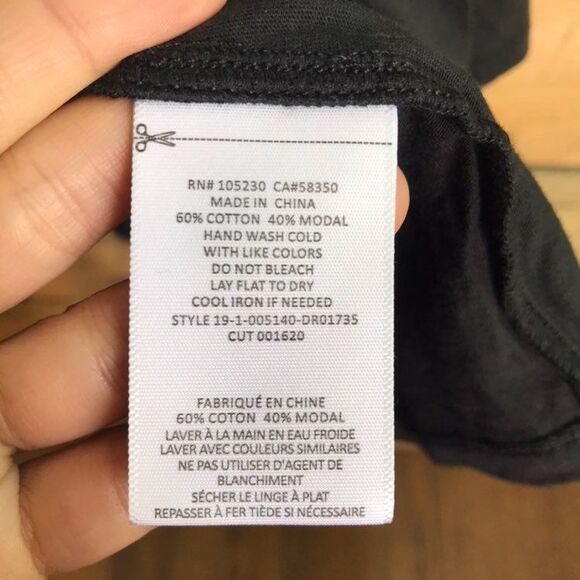 RN# 105230 CA#58350
MADE IN CHINA
60% COTTON 40% MODAL
HAND WASH COLD
WITH LIKE COLORS
DO NOT BLEACH
LAY FLAT TO DRY
COOL IRON IF NEEDED
STYLE 19-1-005140-DR01735
CUT 001620
FABRIQUÉ EN CHINE
60% COTON 40% MODAL
LAVER À LA MAIN EN EAU FROIDE
LAVER AVEC COULEURS SIMILAIRES
NE PAS UTILISER D'AGENT DE
BLANCHIMENT
SÉCHER LE LINGE À PLAT
REPASSER À FER TIÈDE SI NÉCESSAIRE